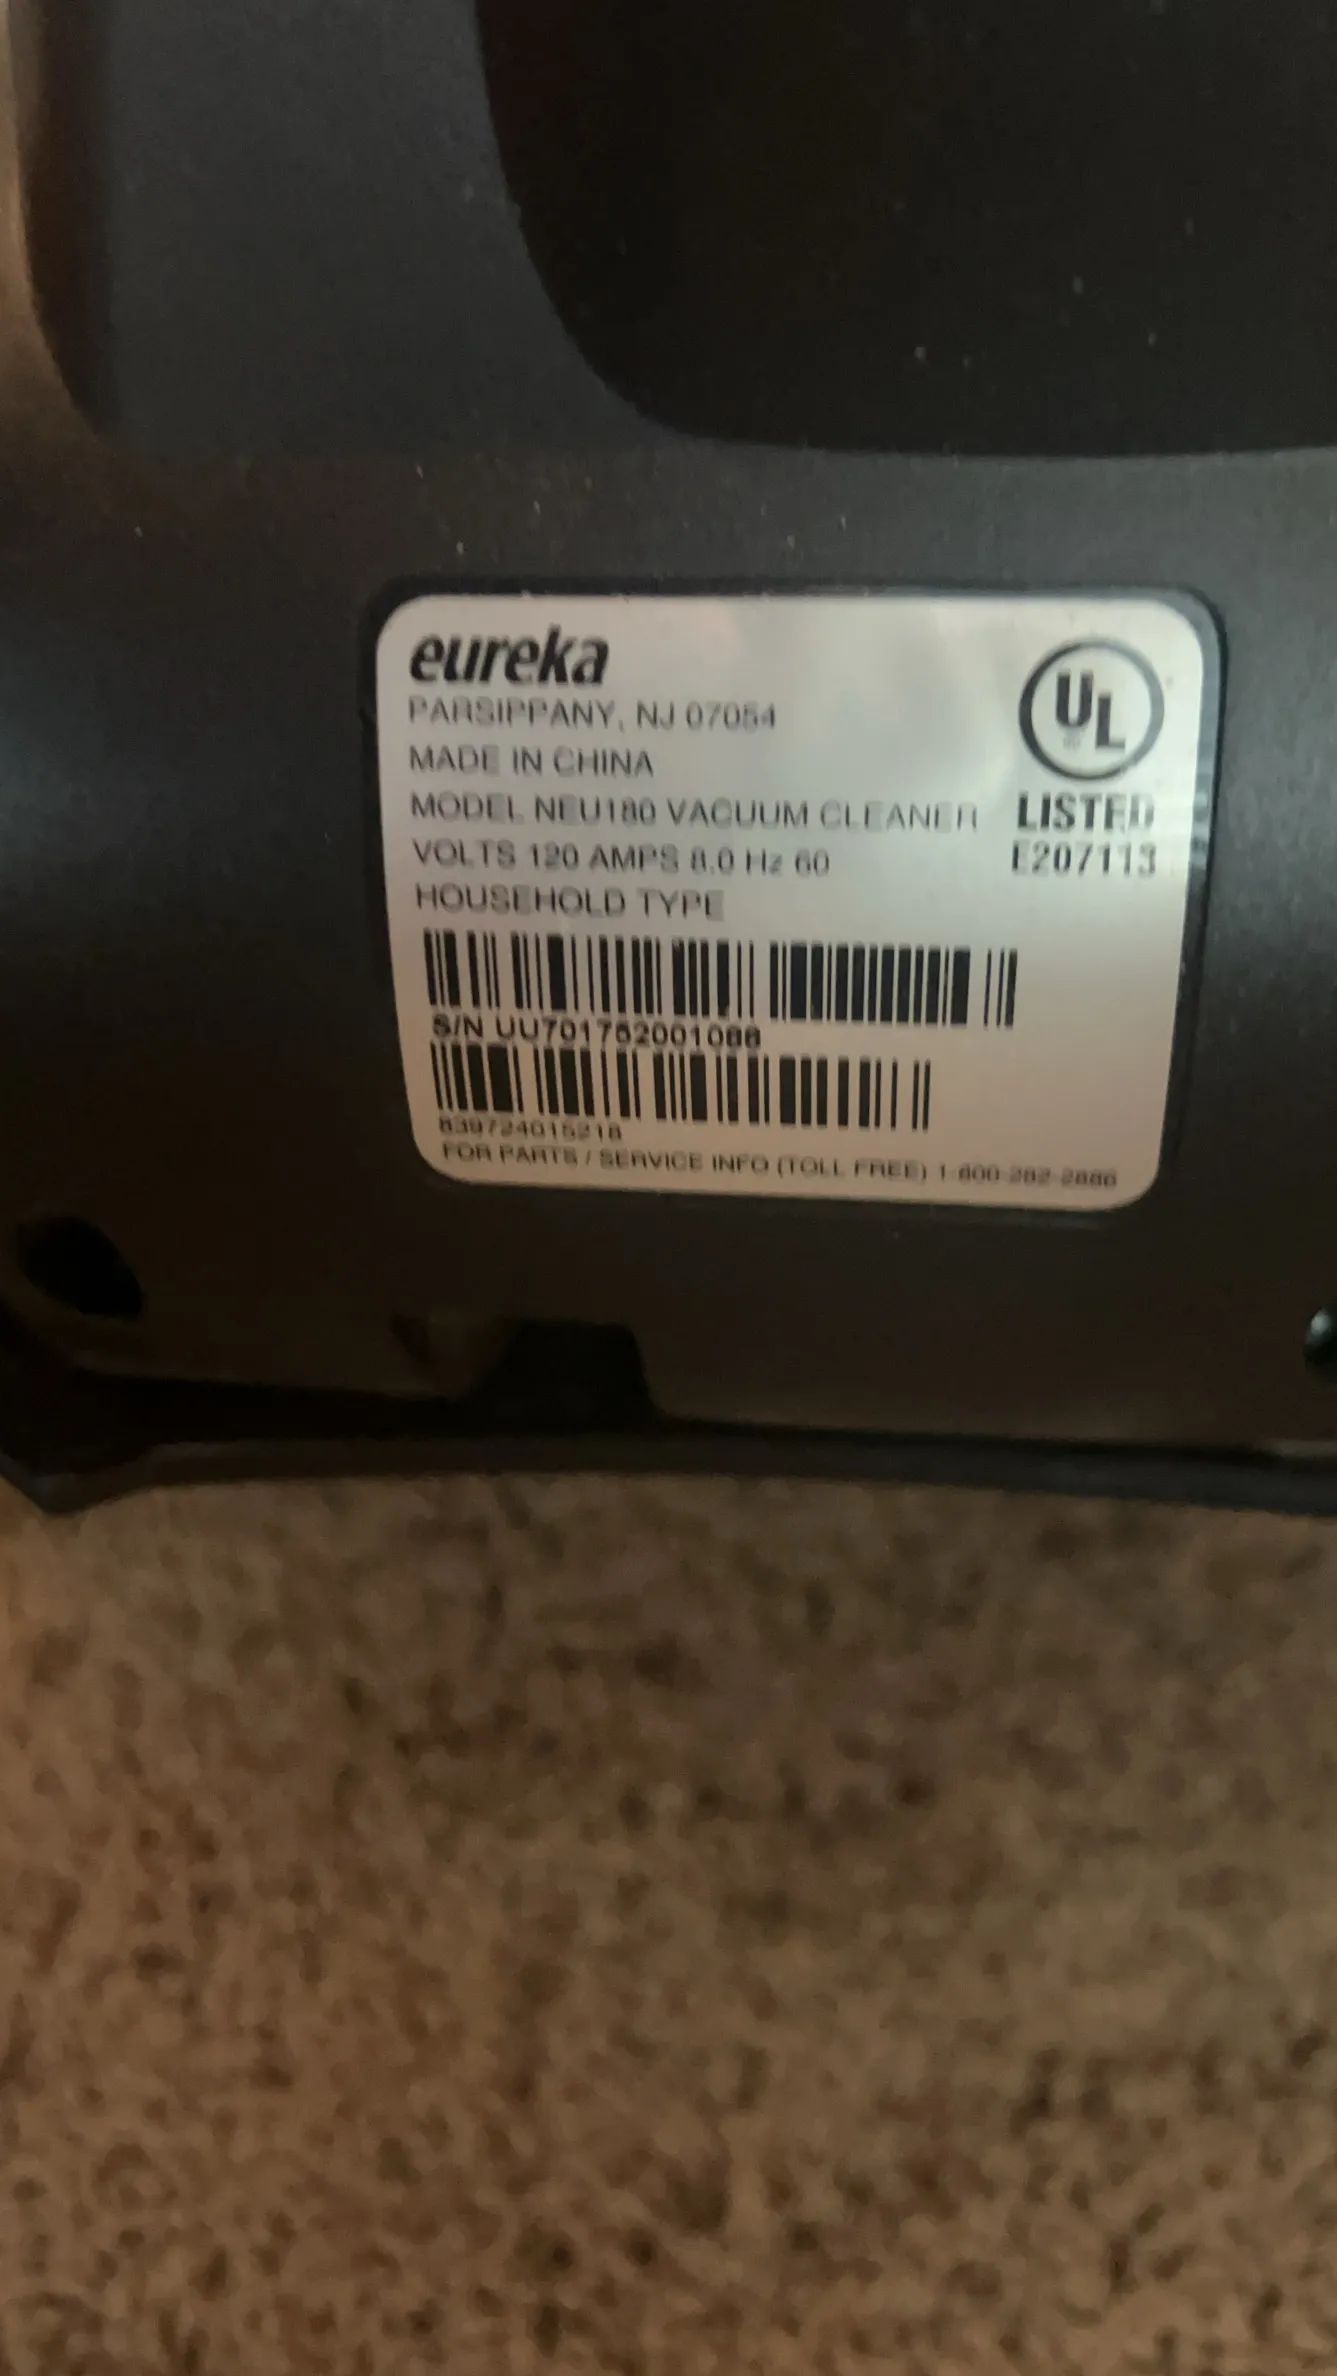 eureka
PARSIPPANY, NJ 07054
MADE IN CHINA
MODEL NEU180 VACUUM CLEANER
VOLTS 120 AMPS 8.0 Hz 60
HOUSEHOLD TYPE
UL
LISTED
E207113
S/N UU701752001088
839724015218
FOR PARTS / SERVICE INFO (TOLL FREE) 1-800-282-2886